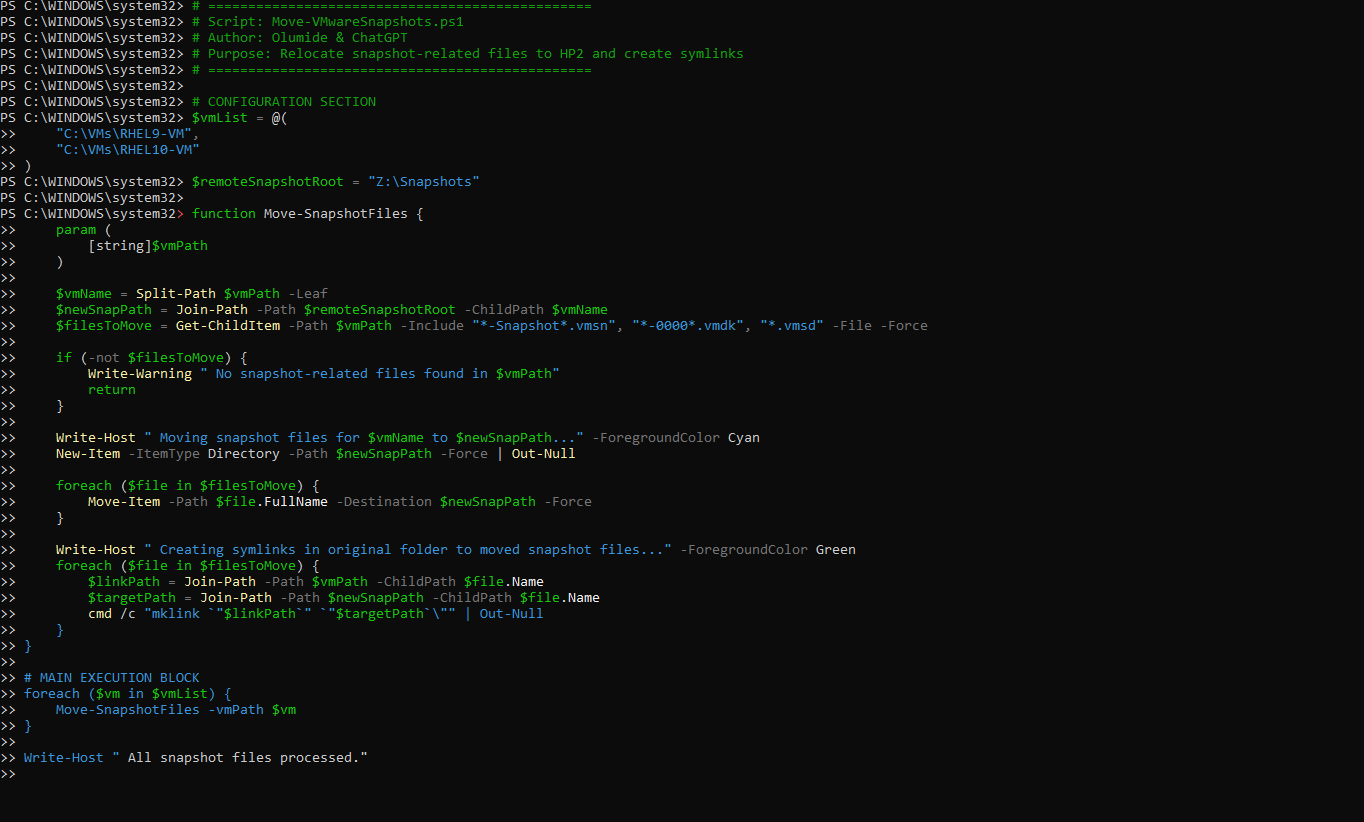 PS C:\WINDOWS\system32> # ================================================
PS C:\WINDOWS\system32> # Script: Move-VMwareSnapshots.ps1
PS C:\WINDOWS\system32> # Author: Olumide & ChatGPT
PS C:\WINDOWS\system32> # Purpose: Relocate snapshot-related files to HP2 and create symlinks
PS C:\WINDOWS\system32> # ================================================
PS C:\WINDOWS\system32>
PS C:\WINDOWS\system32> # CONFIGURATION SECTION
PS C:\WINDOWS\system32> $vmList = @(
>>     "C:\VMs\RHEL9-VM",
>>     "C:\VMs\RHEL10-VM"
>> )
PS C:\WINDOWS\system32> $remoteSnapshotRoot = "Z:\Snapshots"
PS C:\WINDOWS\system32>
PS C:\WINDOWS\system32> function Move-SnapshotFiles {
>>     param (
>>         [string]$vmPath
>>     )
>>
>>     $vmName = Split-Path $vmPath -Leaf
>>     $newSnapPath = Join-Path -Path $remoteSnapshotRoot -ChildPath $vmName
>>     $filesToMove = Get-ChildItem -Path $vmPath -Include "*-Snapshot*.vmsn", "*-0000*.vmdk", "*.vmsd" -File -Force
>>
>>     if (-not $filesToMove) {
>>         Write-Warning " No snapshot-related files found in $vmPath"
>>         return
>>     }
>>
>>     Write-Host " Moving snapshot files for $vmName to $newSnapPath..." -ForegroundColor Cyan
>>     New-Item -ItemType Directory -Path $newSnapPath -Force | Out-Null
>>
>>     foreach ($file in $filesToMove) {
>>         Move-Item -Path $file.FullName -Destination $newSnapPath -Force
>>     }
>>
>>     Write-Host " Creating symlinks in original folder to moved snapshot files..." -ForegroundColor Green
>>     foreach ($file in $filesToMove) {
>>         $linkPath = Join-Path -Path $vmPath -ChildPath $file.Name
>>         $targetPath = Join-Path -Path $newSnapPath -ChildPath $file.Name
>>         cmd /c "mklink `"$linkPath`" `"$targetPath`\"" | Out-Null
>>     }
>> }
>>
>> # MAIN EXECUTION BLOCK
>> foreach ($vm in $vmList) {
>>     Move-SnapshotFiles -vmPath $vm
>> }
>>
>> Write-Host " All snapshot files processed."
>>